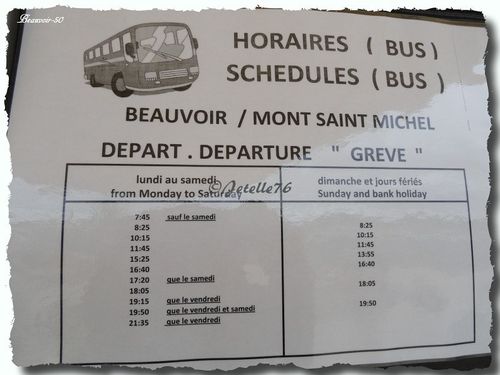 Beauvoir-50
HORAIRES ( BUS )
SCHEDULES ( BUS )
BEAUVOIR / MONT SAINT MICHEL
DEPART . DEPARTURE " GREVE "
lundi au samedi
from Monday to Saturday
dimanche et jours fériés
Sunday and bank holiday
©Aetelle76
7:45 sauf le samedi
8:25
10:15
11:45
15:25
16:40
17:20 que le samedi
18:05
19:15 que le vendredi
19:50 que le vendredi et samedi
21:35 que le vendredi
8:25
10:15
11:45
13:55
16:40
18:05
19:50